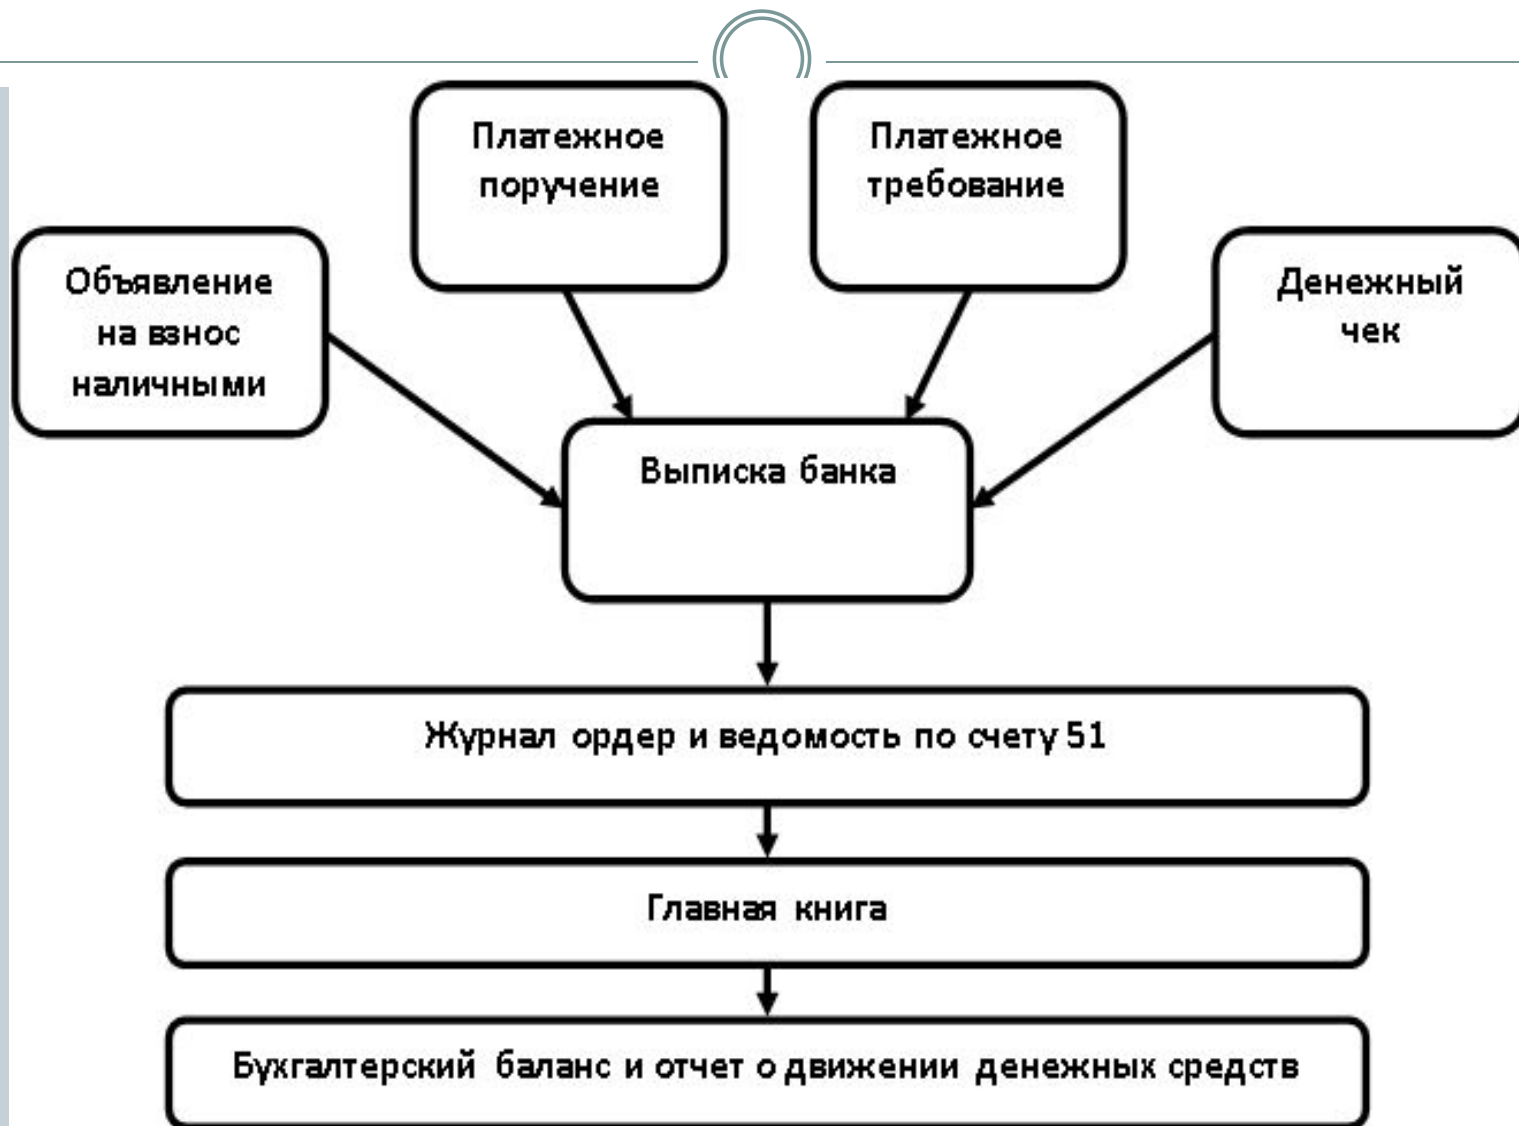 Платежное
поручение
Платежное
требование
Объявление
на взнос
наличными
Денежный
чек
Выписка банка
Журнал ордер и ведомость по счету 51
Главная книга
Бухгалтерский баланс и отчет о движении денежных средств